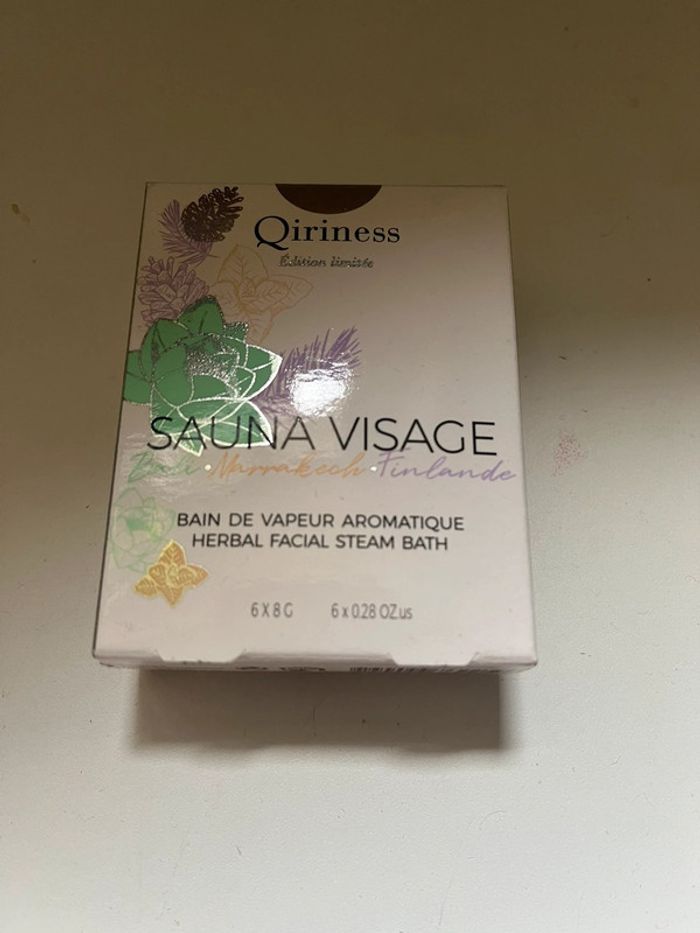 Qiriness
Édition limitée
SAUNA VISAGE
Bali • Marrakech • Finlande
BAIN DE VAPEUR AROMATIQUE
HERBAL FACIAL STEAM BATH
6 X 8 G 6 x 0.28 OZ.us